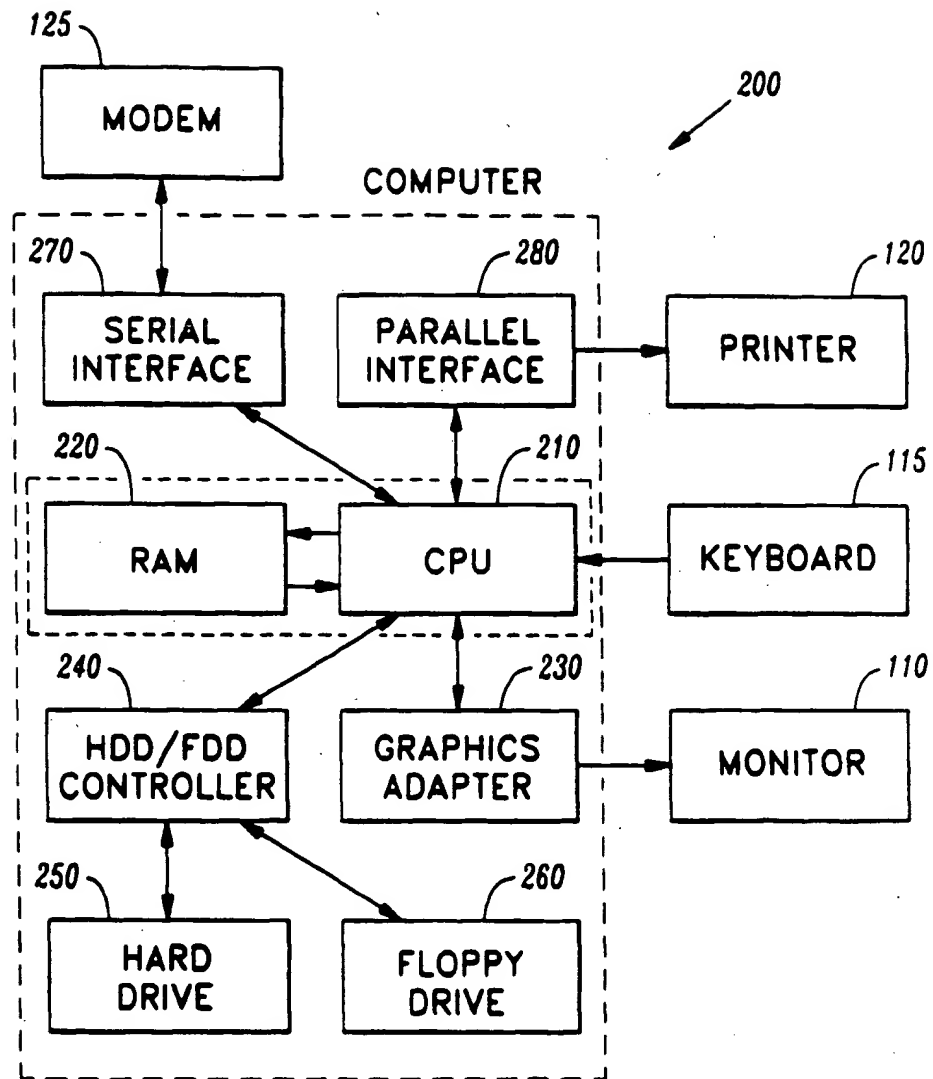 125
MODEM
200
COMPUTER
270
SERIAL
INTERFACE
280
PARALLEL
INTERFACE
120
PRINTER
220
RAM
210
CPU
115
KEYBOARD
240
HDD/FDD
CONTROLLER
230
GRAPHICS
ADAPTER
110
MONITOR
250
HARD
DRIVE
260
FLOPPY
DRIVE